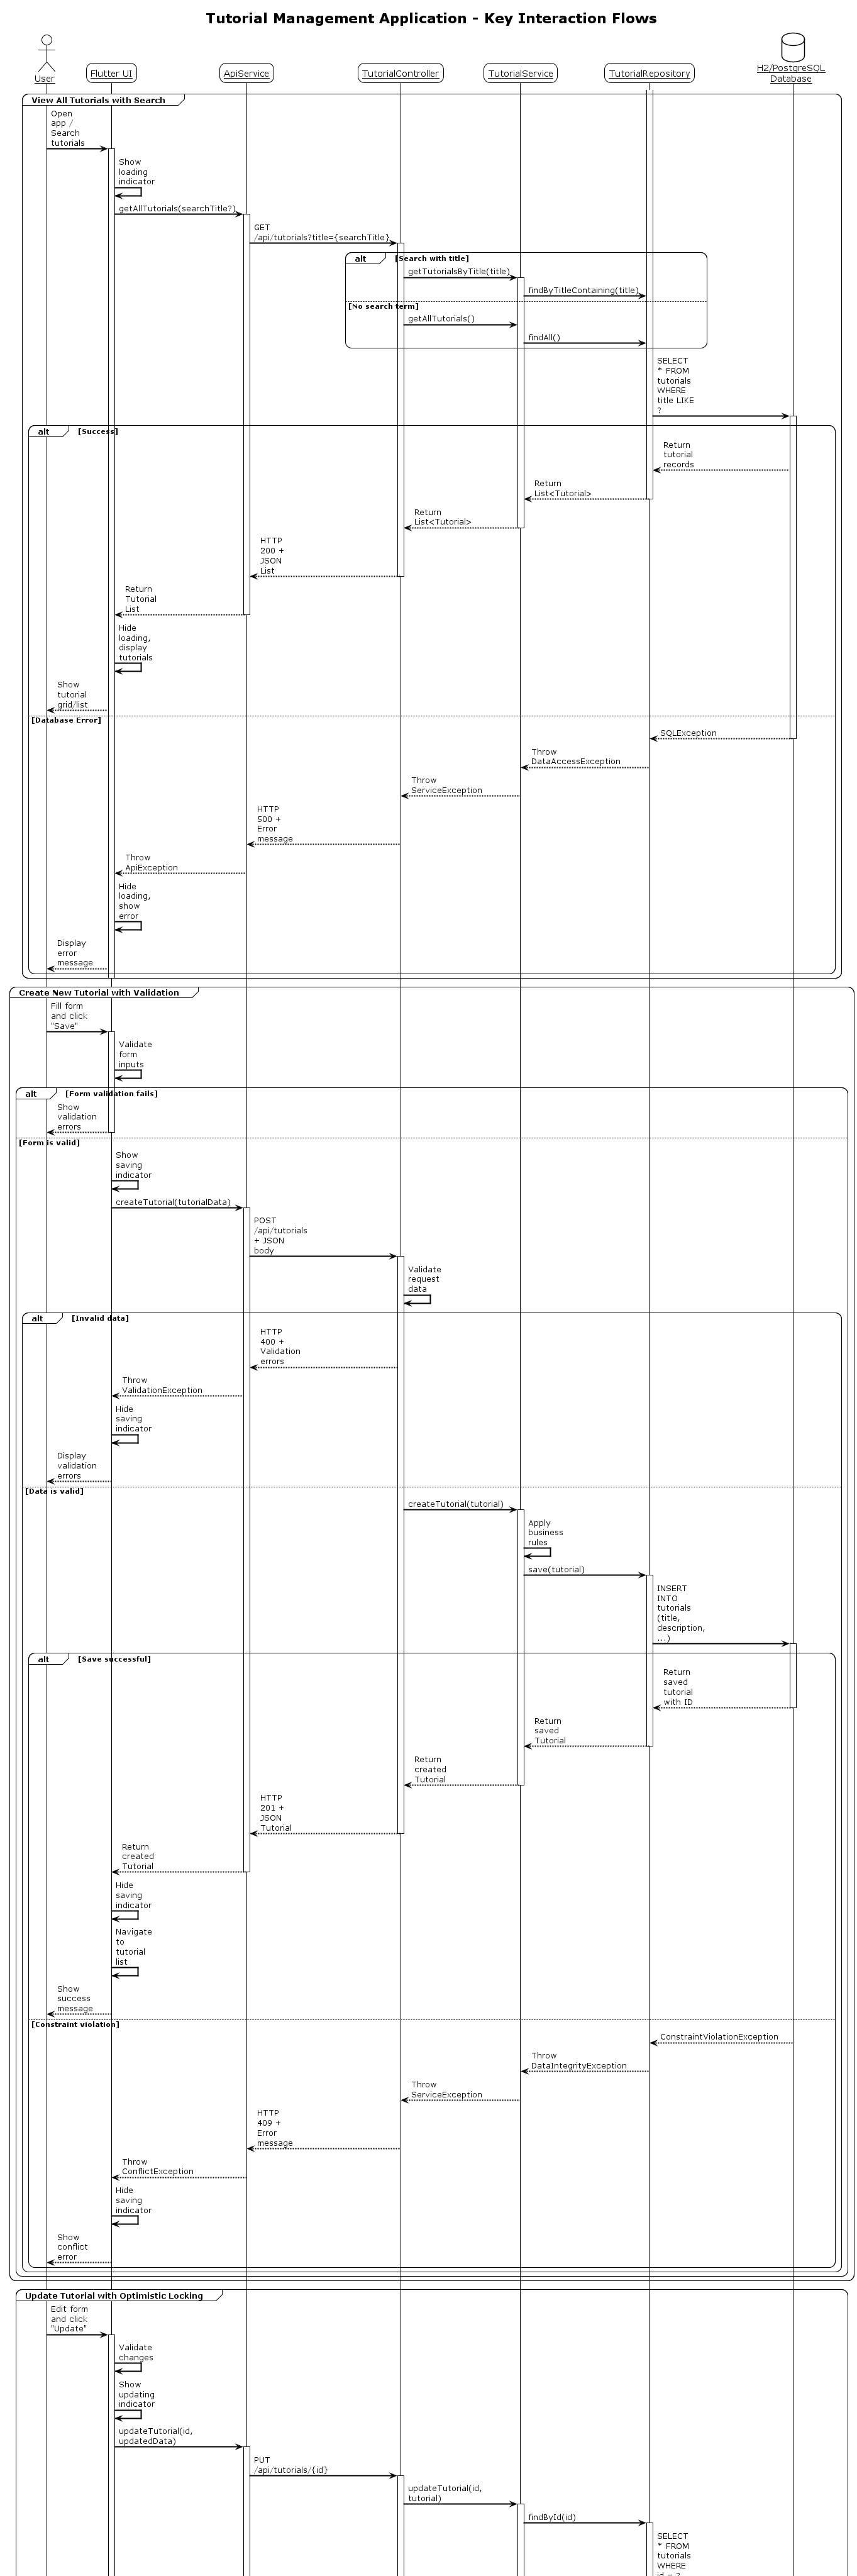 Tutorial Management Application - Key Interaction Flows
User
Flutter UI
ApiService
TutorialController
TutorialService
TutorialRepository
H2/PostgreSQL
Database
View All Tutorials with Search
Open
app /
Search
tutorials
Show
loading
indicator
getAllTutorials(searchTitle?)
GET
/api/tutorials?title={searchTitle}
alt
[Search with title]
getTutorialsByTitle(title)
findByTitleContaining(title)
[No search term]
getAllTutorials()
findAll()
SELECT
* FROM
tutorials
WHERE
title LIKE
?
alt
[Success]
Return
tutorial
records
Return
List<Tutorial>
Return
List<Tutorial>
HTTP
200 +
JSON
List
Return
Tutorial
List
Hide
loading,
display
tutorials
Show
tutorial
grid/list
[Database Error]
SQLException
Throw
DataAccessException
Throw
ServiceException
HTTP
500 +
Error
message
Throw
ApiException
Hide
loading,
show
error
Display
error
message
Create New Tutorial with Validation
Fill form
and click
"Save"
Validate
form
inputs
alt
[Form validation fails]
Show
validation
errors
[Form is valid]
Show
saving
indicator
createTutorial(tutorialData)
POST
/api/tutorials
+ JSON
body
Validate
request
data
alt
[Invalid data]
HTTP
400 +
Validation
errors
Throw
ValidationException
Hide
saving
indicator
Display
validation
errors
[Data is valid]
createTutorial(tutorial)
Apply
business
rules
save(tutorial)
INSERT
INTO
tutorials
(title,
description,
...)
alt
[Save successful]
Return
saved
tutorial
with ID
Return
saved
Tutorial
Return
created
Tutorial
HTTP
201 +
JSON
Tutorial
Return
created
Tutorial
Hide
saving
indicator
Navigate
to
tutorial
list
Show
success
message
[Constraint violation]
ConstraintViolationException
Throw
DataIntegrityException
Throw
ServiceException
HTTP
409 +
Error
message
Throw
ConflictException
Hide
saving
indicator
Show
conflict
error
Update Tutorial with Optimistic Locking
Edit form
and click
"Update"
Validate
changes
Show
updating
indicator
updateTutorial(id,
updatedData)
PUT
/api/tutorials/{id}
updateTutorial(id,
tutorial)
findById(id)
SELECT
* FROM
tutorials
WHERE
id = ?